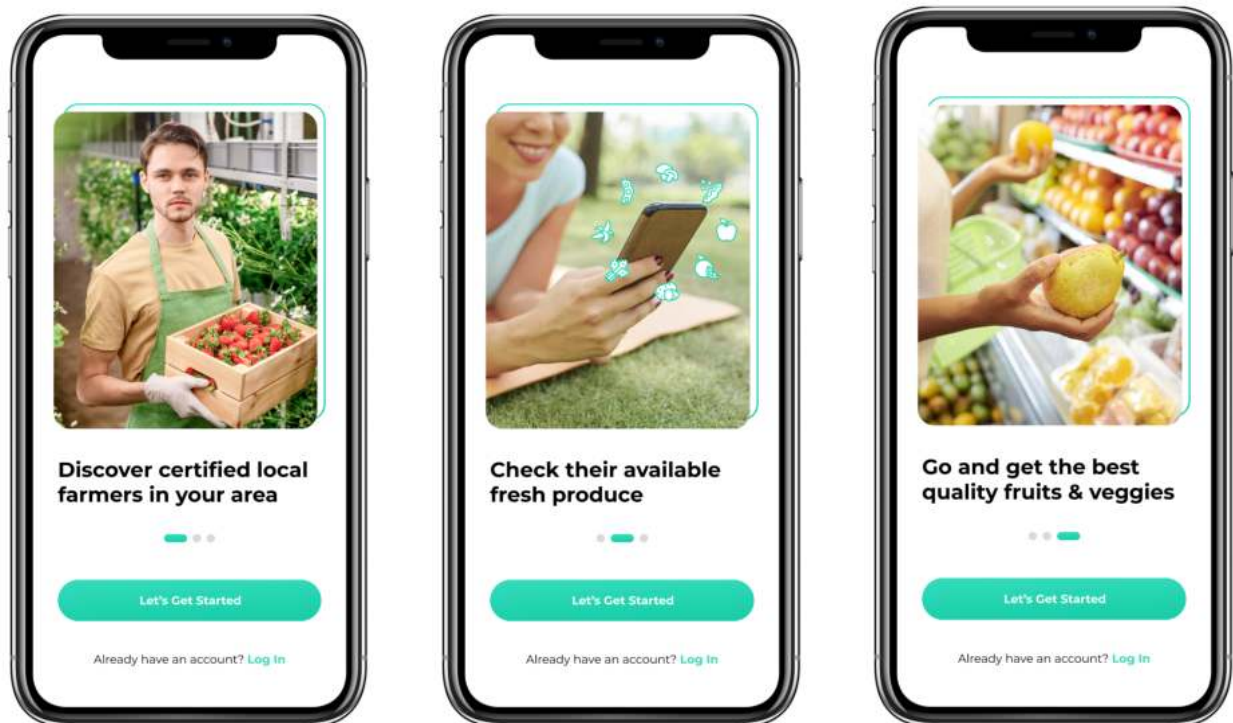 Discover certified local
farmers in your area
Let's Get Started
Already have an account? Log In
Check their available
fresh produce
Let's Get Started
Already have an account? Log In
Go and get the best
quality fruits & veggies
Let's Get Started
Already have an account? Log In